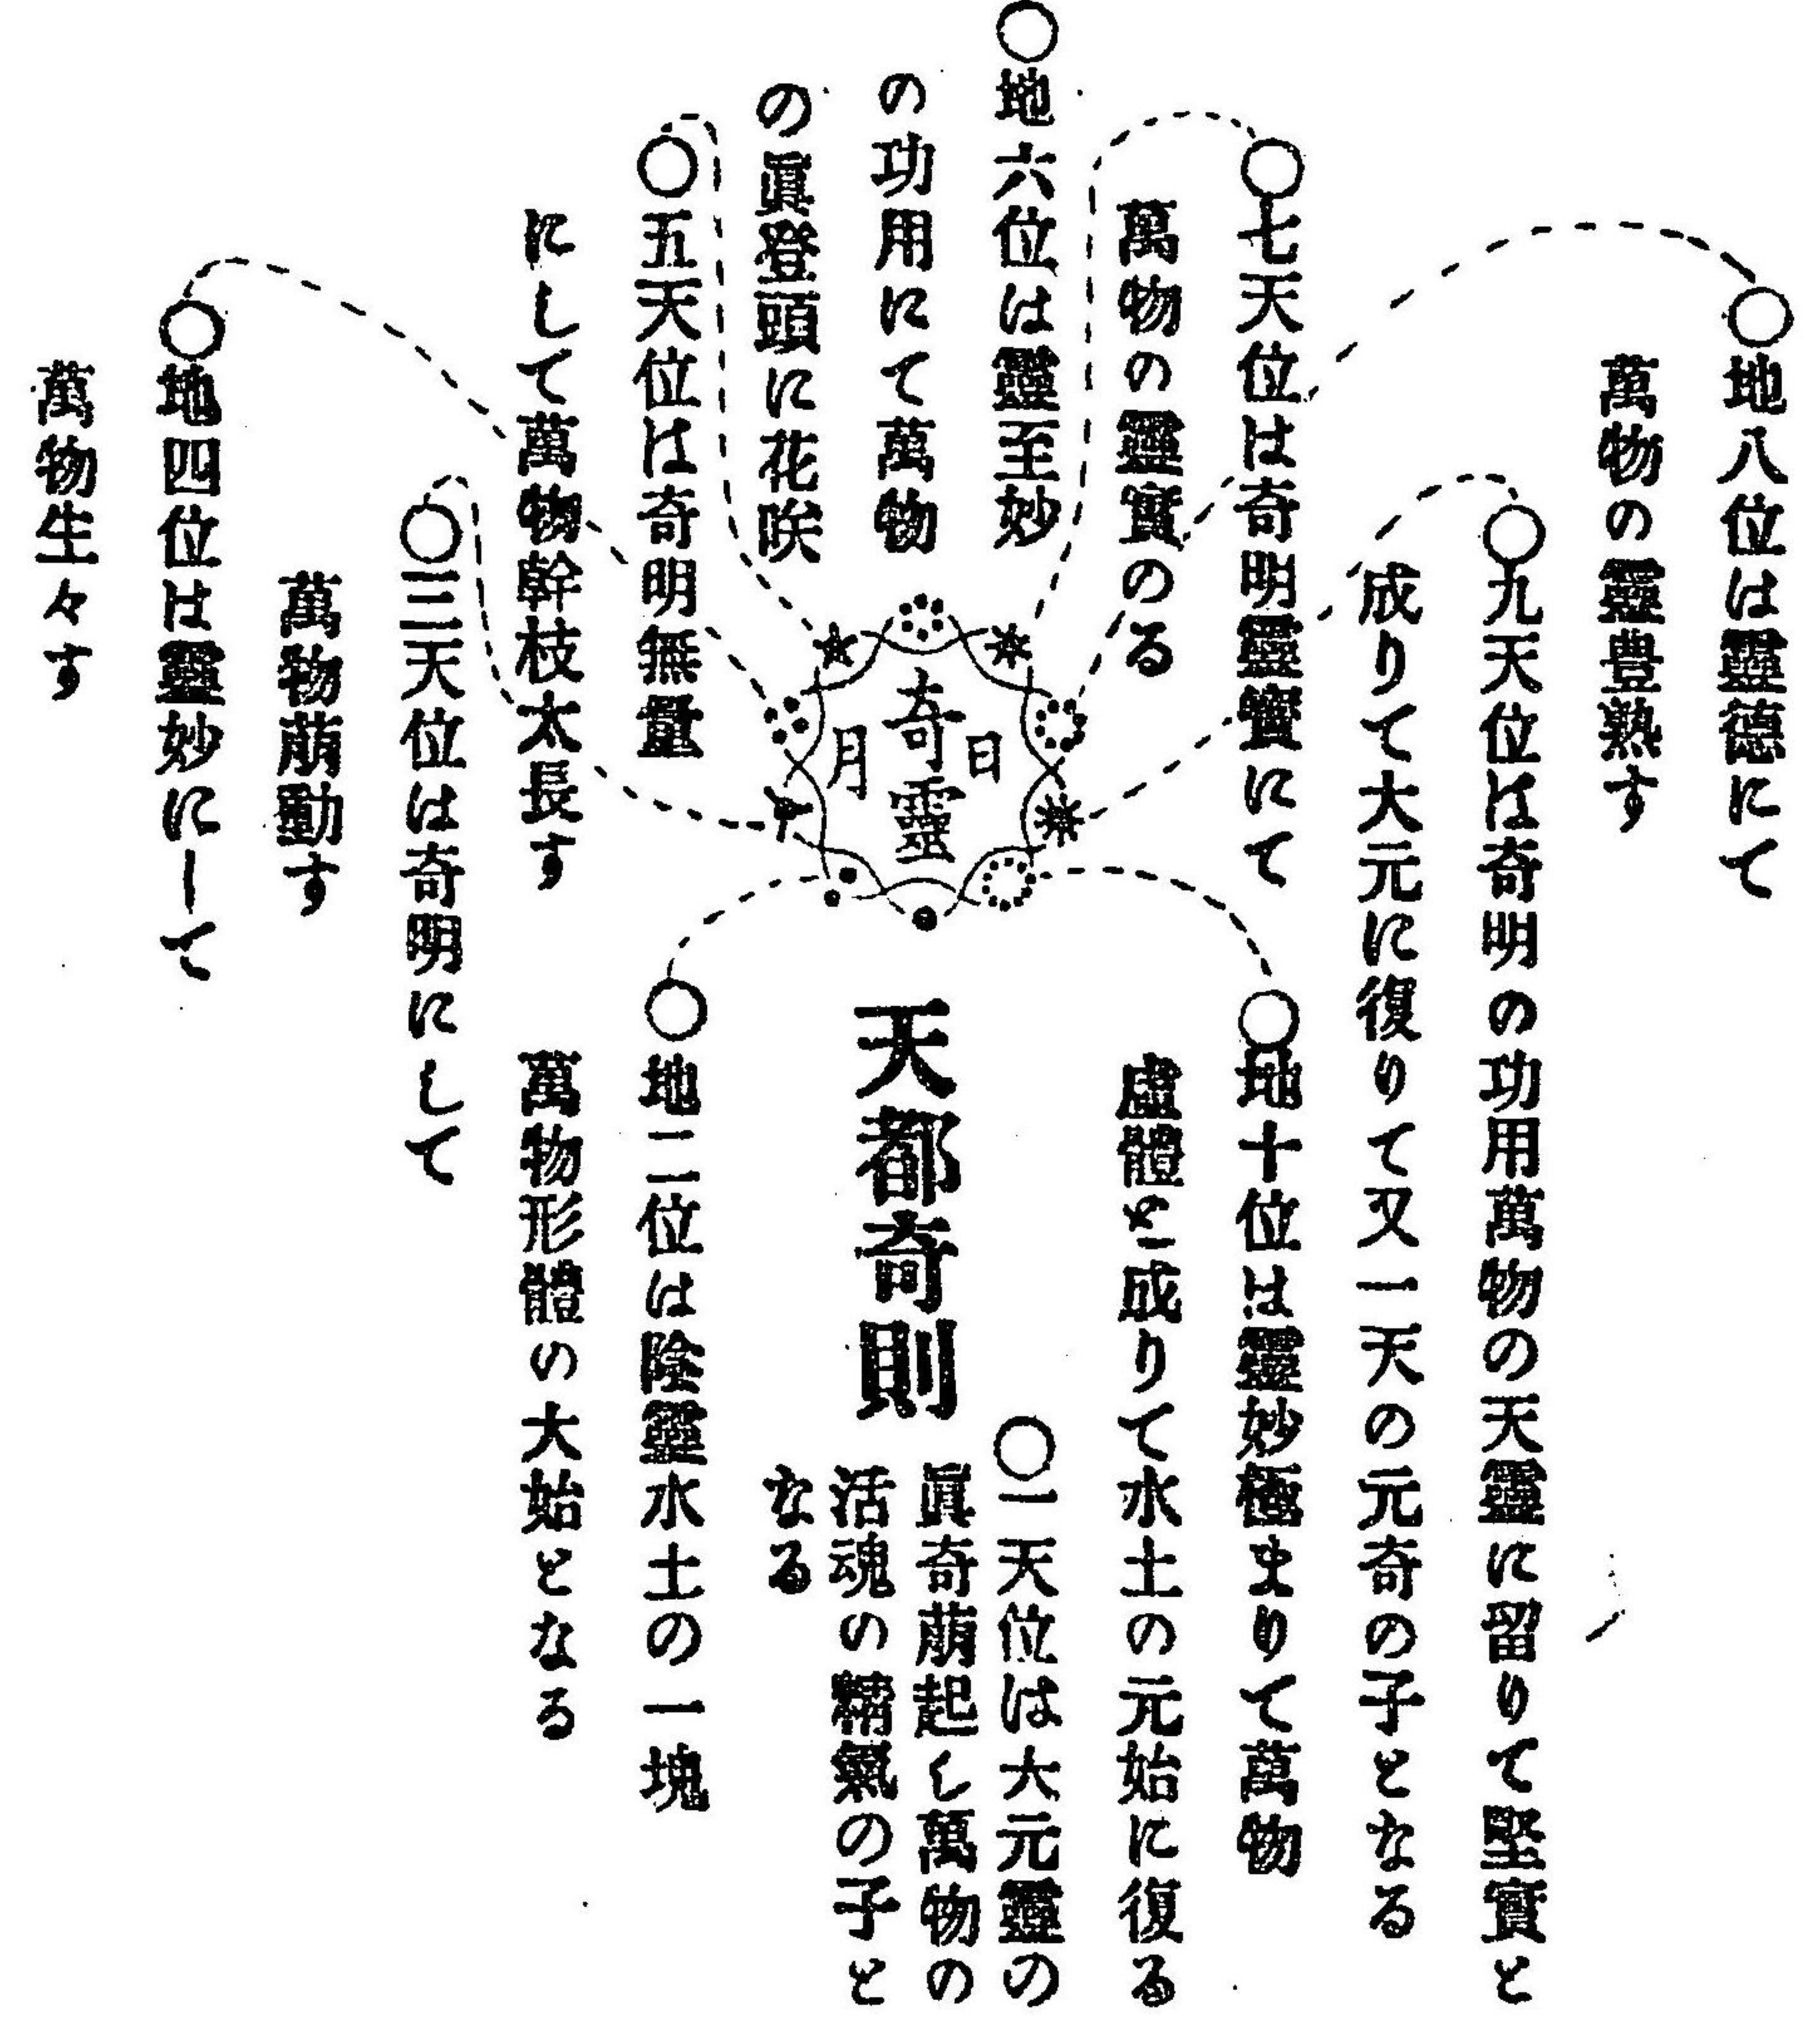 ○地八位は靈德にて
萬物の靈豊熟す
○九天位は奇明の功用萬物の天靈に留りて堅實と
成りて大元に復りて又一天の元奇の子となる
○七天位は奇明靈寳にて
萬物の靈實のる
○地十位は靈妙極まりて萬物
虛體と成りて水土の元始に復る
○地六位は靈至妙
の功用にて萬物
の眞登頭に花咲
日
奇靈
月
天都奇則
○一天位は大元靈の
眞奇萠起し萬物の
活魂の精氣の子と
なる
○五天位は奇明無量
にして萬物幹枝太長す
○地二位は陰靈水土の一塊
萬物形體の大始となる
○三天位は奇明にして
萬物萠動す
○地四位は靈妙にして
萬物生々す